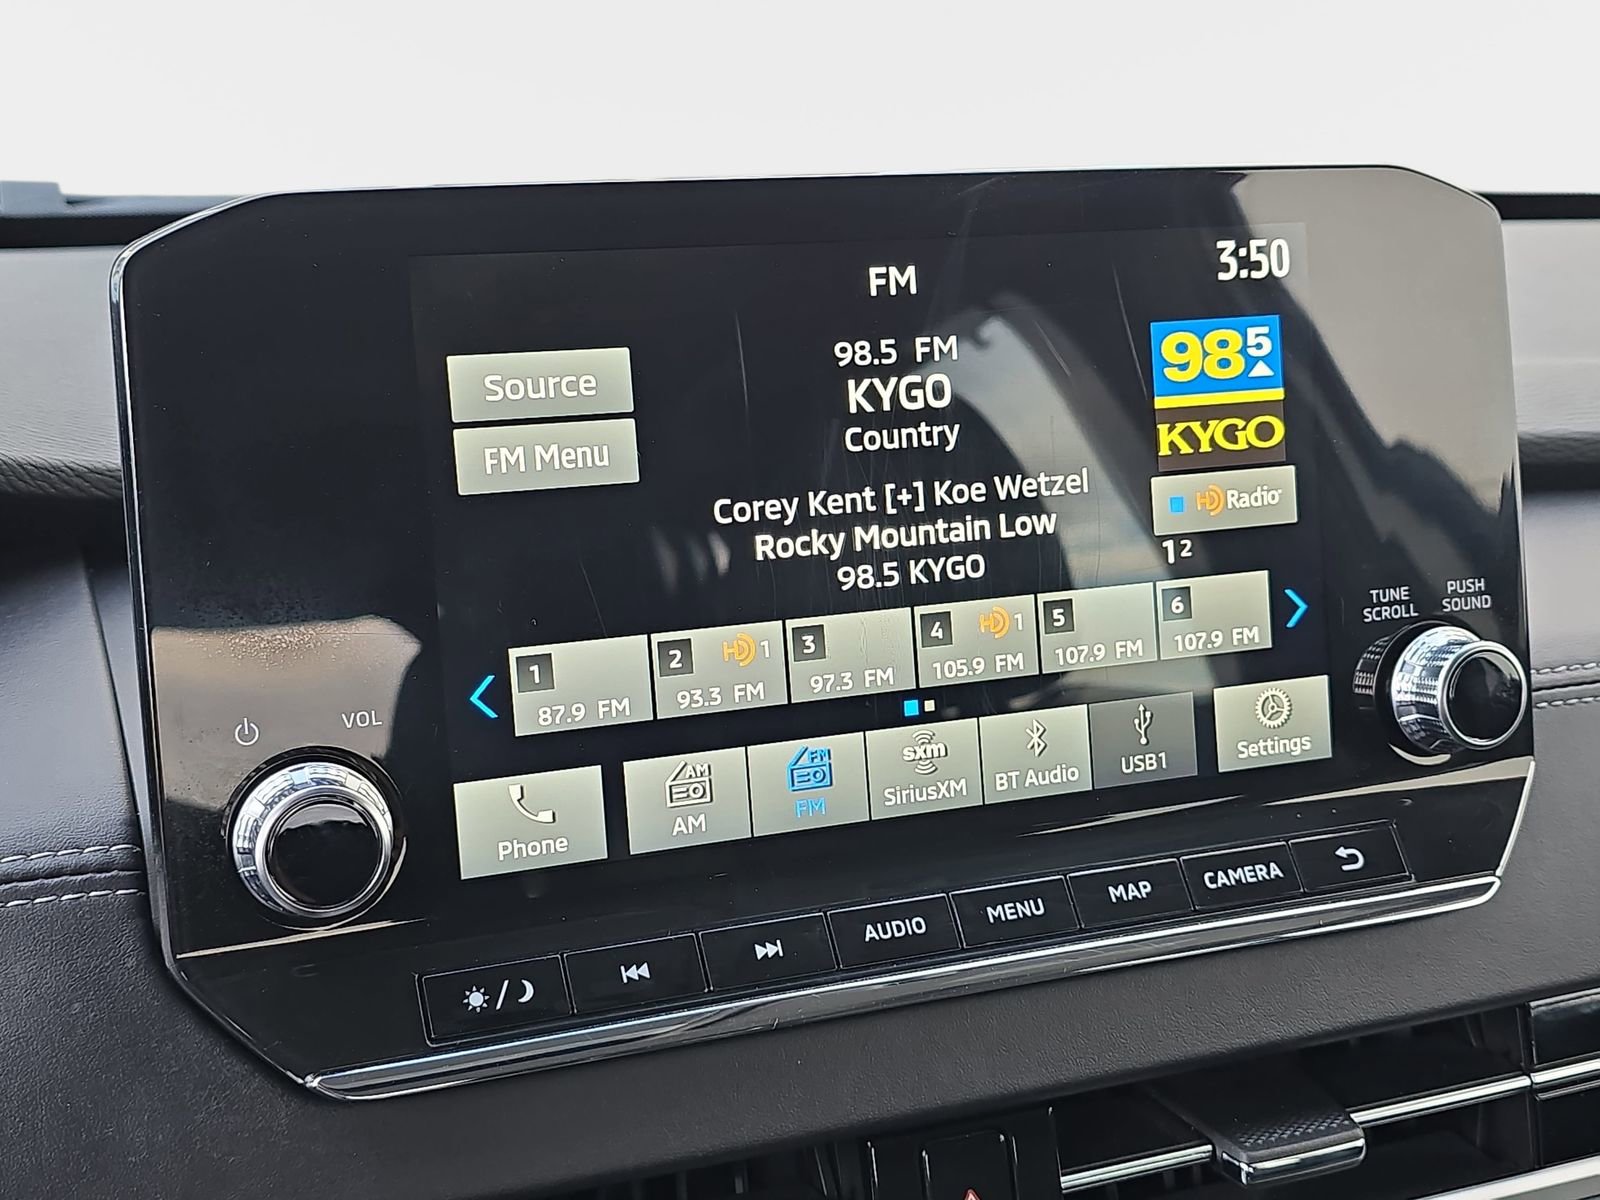 FM
3:50
Source
FM Menu
98.5 FM
KYGO
Country
985
KYGO
HD Radio
Corey Kent [+] Koe Wetzel
Rocky Mountain Low
98.5 KYGO
1 2
1 87.9 FM
2 HD 1 93.3 FM
3 97.3 FM
4 HD 1 105.9 FM
5 107.9 FM
6 107.9 FM
TUNE
SCROLL
PUSH
SOUND
VOL
Phone
AM
AM
FM
FM
sxm
SiriusXM
BT Audio
USB1
Settings
AUDIO
MENU
MAP
CAMERA